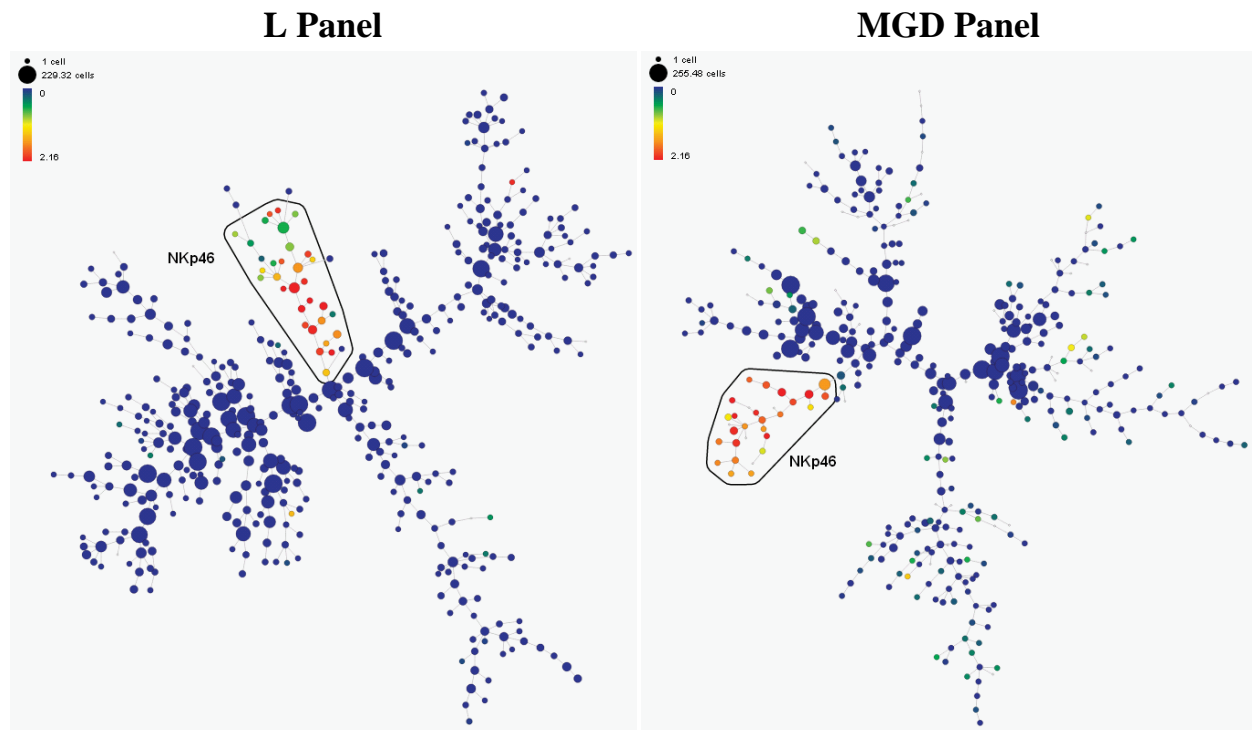 L Panel
1 cell
229.32 cells
0
2.16
NKp46
MGD Panel
1 cell
255.48 cells
0
2.16
NKp46